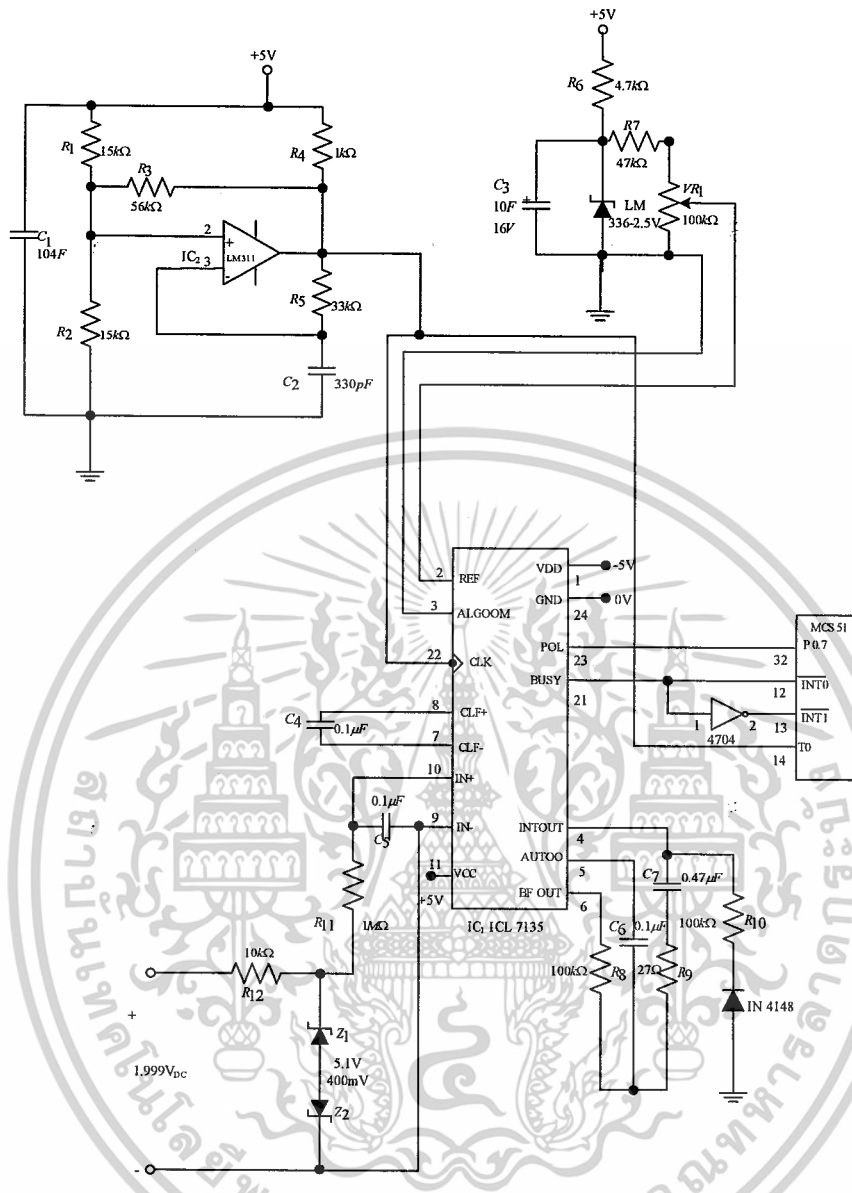 +5V
+5V
R6
4.7kΩ
R1
15kΩ
R3
56kΩ
R4
1kΩ
R7
47kΩ
C3
10F
16V
LM
336-2.5V
VR1
100kΩ
C1
104F
2
+
IC2
3
-
LM311
R5
33kΩ
R2
15kΩ
C2
330pF
2
REF
VDD
1
-5V
3
ALGOOM
GND
24
0V
MCS51
22
CLK
POL
23
32
P0.7
BUSY
21
12
INT0
8
CLF+
C4
0.1μF
1
4704
2
13
INT1
7
CLF-
14
T0
10
IN+
0.1μF
9
IN-
C5
INTOUT
4
AUTOO
5
C7
0.47μF
11
VCC
+5V
BF OUT
6
R11
1MΩ
IC1 ICL 7135
C6
0.1μF
100kΩ
R10
10kΩ
R12
100kΩ
R8
27Ω
R9
IN 4148
+
Z1
5.1V
400mV
1.999VDC
Z2
-